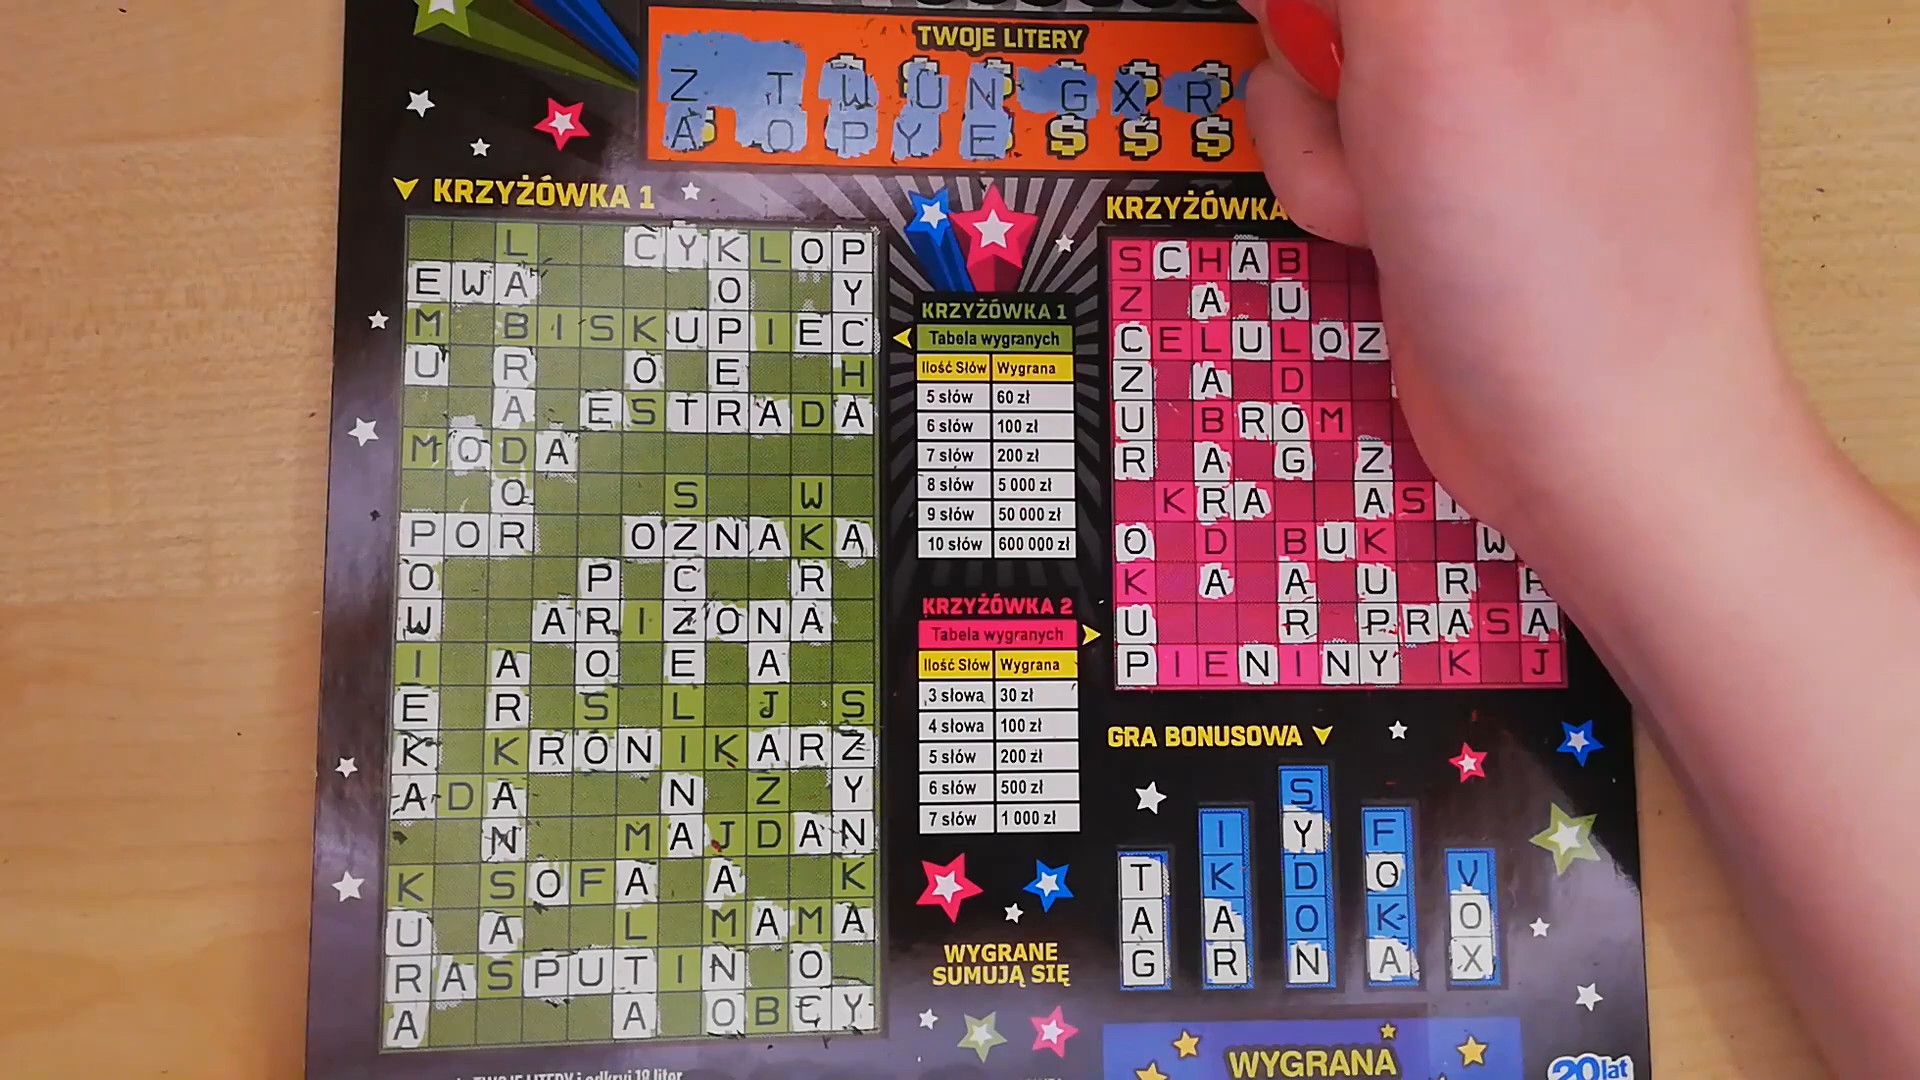 TWOJE LITERY
Z T W U N G X R
A O P Y E
KRZYŻÓWKA 1
L CYKLOP
EWA O Y
M BISKUPIEC
U R O E H
A ESTRADA
MODA
O S W
POR OZNAKA
O P C R
W ARIZONA
I A O E A
E R S L J S
K KRONIKARZ
ADA N Z Y
N MAJDAN
K SOFA A K
U A L MAMA
RASPUTIN O
A A OBEY
KRZYŻÓWKA 1
Tabela wygranych
Ilość Słów Wygrana
5 słów 60 zł
6 słów 100 zł
7 słów 200 zł
8 słów 5 000 zł
9 słów 50 000 zł
10 słów 600 000 zł
KRZYŻÓWKA 2
Tabela wygranych
Ilość Słów Wygrana
3 słowa 30 zł
4 słowa 100 zł
5 słów 200 zł
6 słów 500 zł
7 słów 1 000 zł
WYGRANE
SUMUJĄ SIĘ
KRZYŻÓWKA
SCHAB
Z A U
CELULOZ
Z A D
U BROM
R A G Z
KRA AS
O D BUK W
K A A U R
U R PRASA
PIENINY K J
GRA BONUSOWA
TAG
IKAR
SYDON
FOKA
VOX
WYGRANA
20 lat